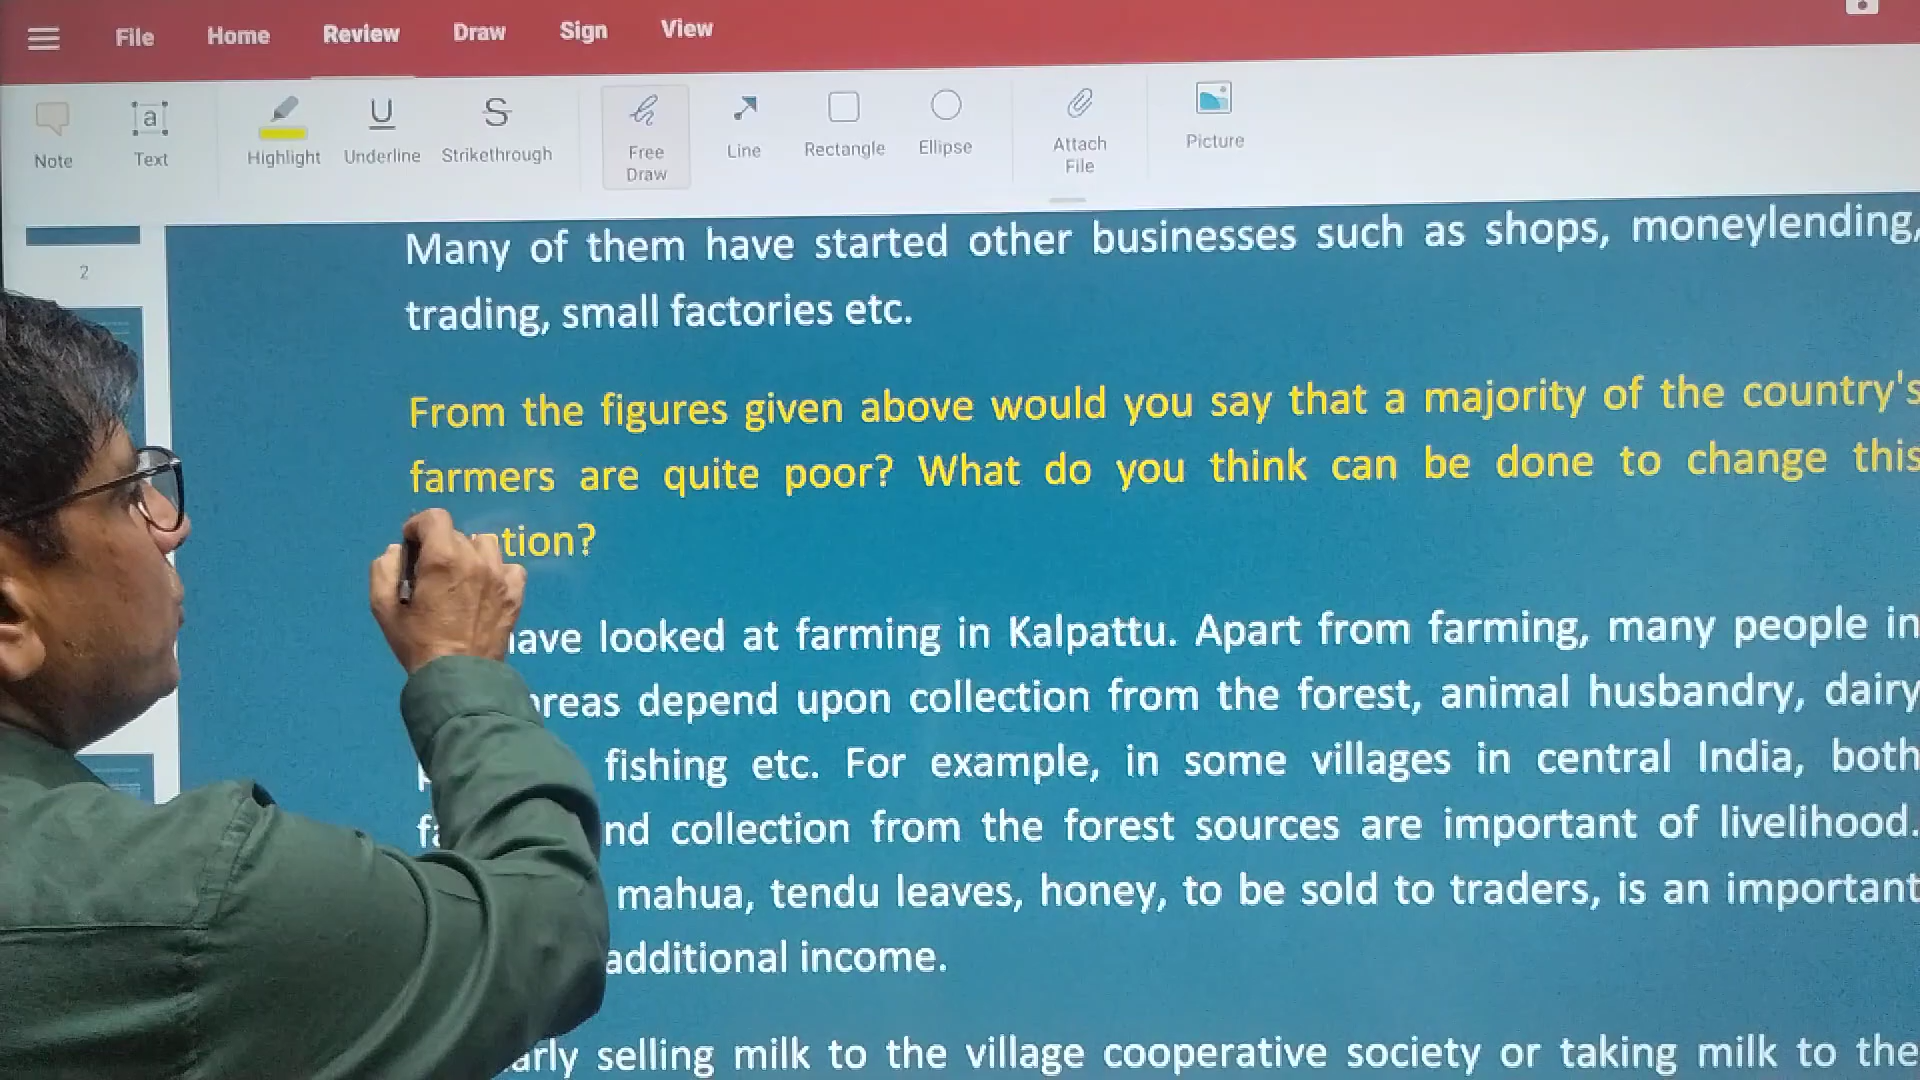 File Home Review Draw Sign View
Note Text Highlight Underline Strikethrough Free Draw Line Rectangle Ellipse Attach File Picture
2
Many of them have started other businesses such as shops, moneylending,
trading, small factories etc.
From the figures given above would you say that a majority of the country's
farmers are quite poor? What do you think can be done to change this
have looked at farming in Kalpattu. Apart from farming, many people in
areas depend upon collection from the forest, animal husbandry, dairy
fishing etc. For example, in some villages in central India, both
collection from the forest sources are important of livelihood.
mahua, tendu leaves, honey, to be sold to traders, is an important
additional income.
selling milk to the village cooperative society or taking milk to the